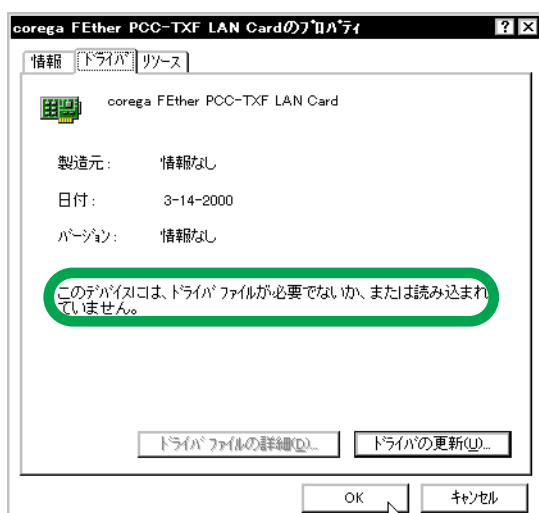 corega FEther PCC-TXF LAN Cardのﾌﾟﾛﾊﾟﾃｨ
情報 ﾄﾞﾗｲﾊﾞ ﾘｿｰｽ
corega FEther PCC-TXF LAN Card
製造元: 情報なし
日付: 3-14-2000
ﾊﾞｰｼﾞｮﾝ: 情報なし
このﾃﾞﾊﾞｲｽには、ﾄﾞﾗｲﾊﾞ ﾌｧｲﾙが必要でないか、または読み込まれ
ていません。
ﾄﾞﾗｲﾊﾞ ﾌｧｲﾙの詳細(D)... ﾄﾞﾗｲﾊﾞの更新(U)...
OK ｷｬﾝｾﾙ